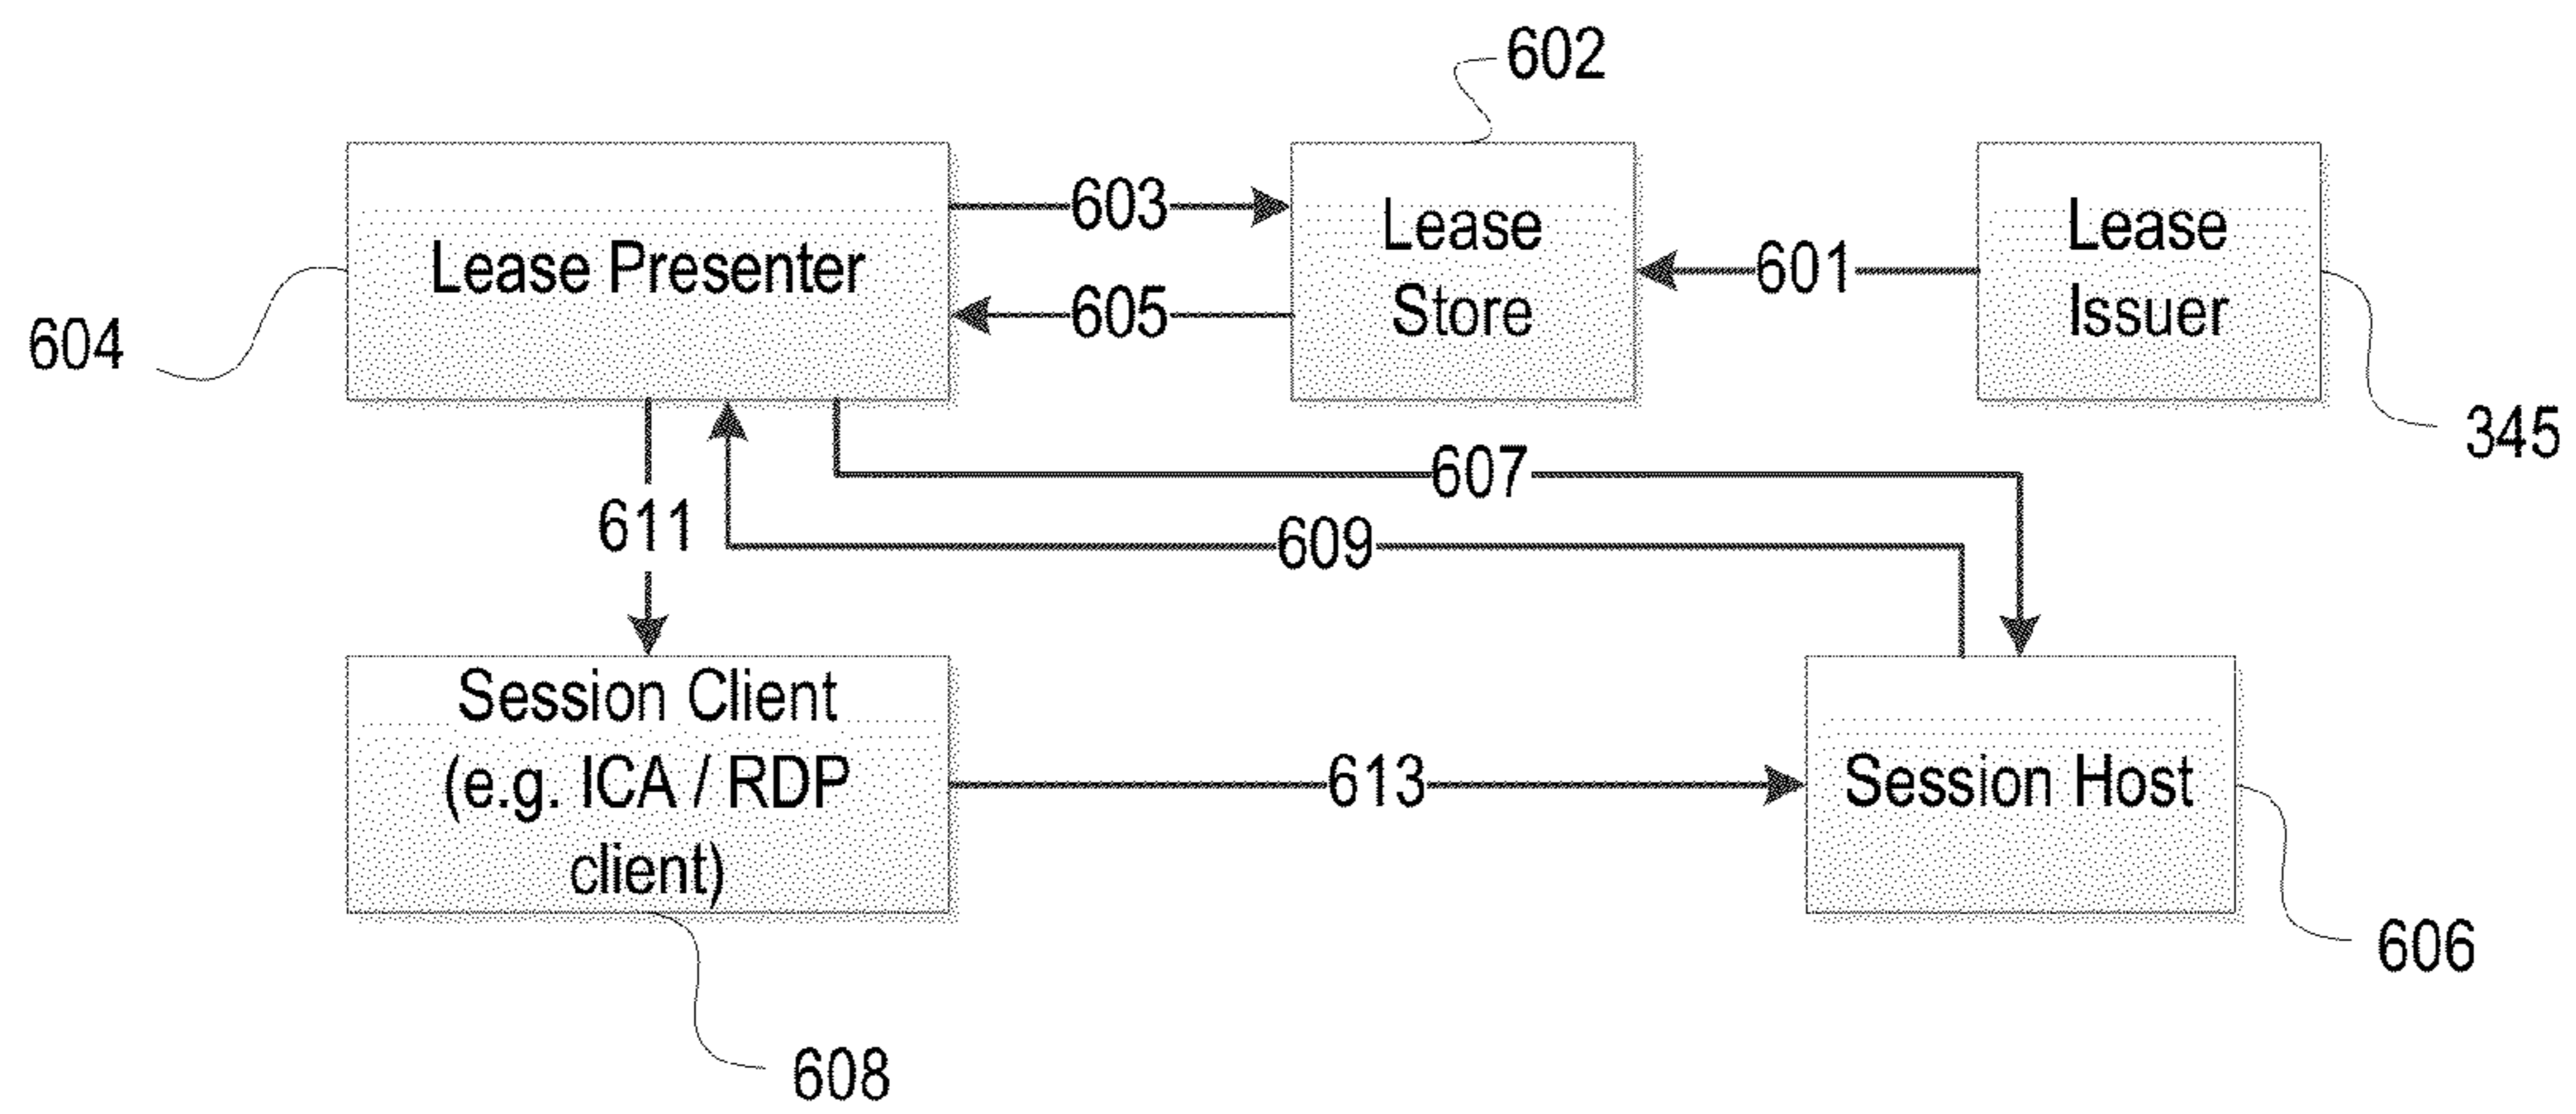 602
603
Lease
Store
Lease
Issuer
Lease Presenter
601
605
604
345
607
611
609
Session Client
(e.g. ICA / RDP
client)
613
Session Host
606
608